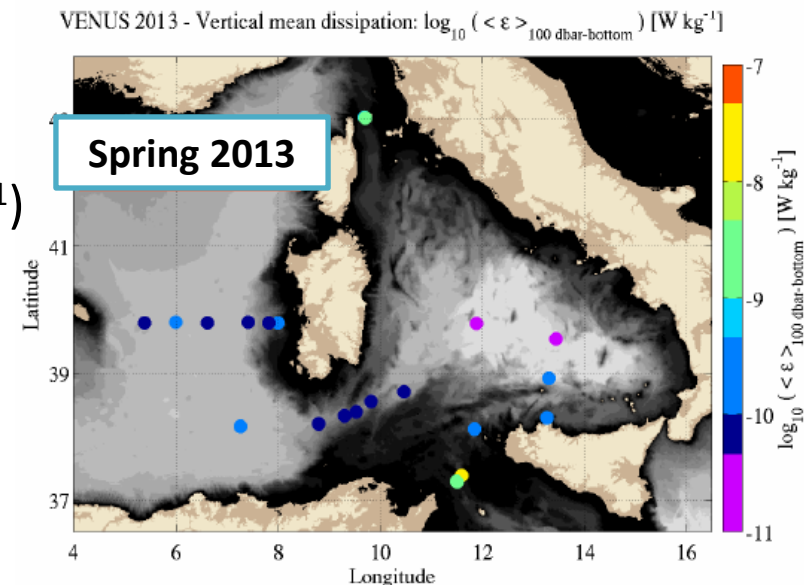 VENUS 2013 - Vertical mean dissipation: log10 ( < ε >100 dbar-bottom ) [W kg-1]
Spring 2013
1)
41
39
37
4 6 8 10 12 14 16
Latitude
Longitude
-7
-8
-9
-10
-11
log10 ( < ε >100 dbar-bottom ) [W kg-1]